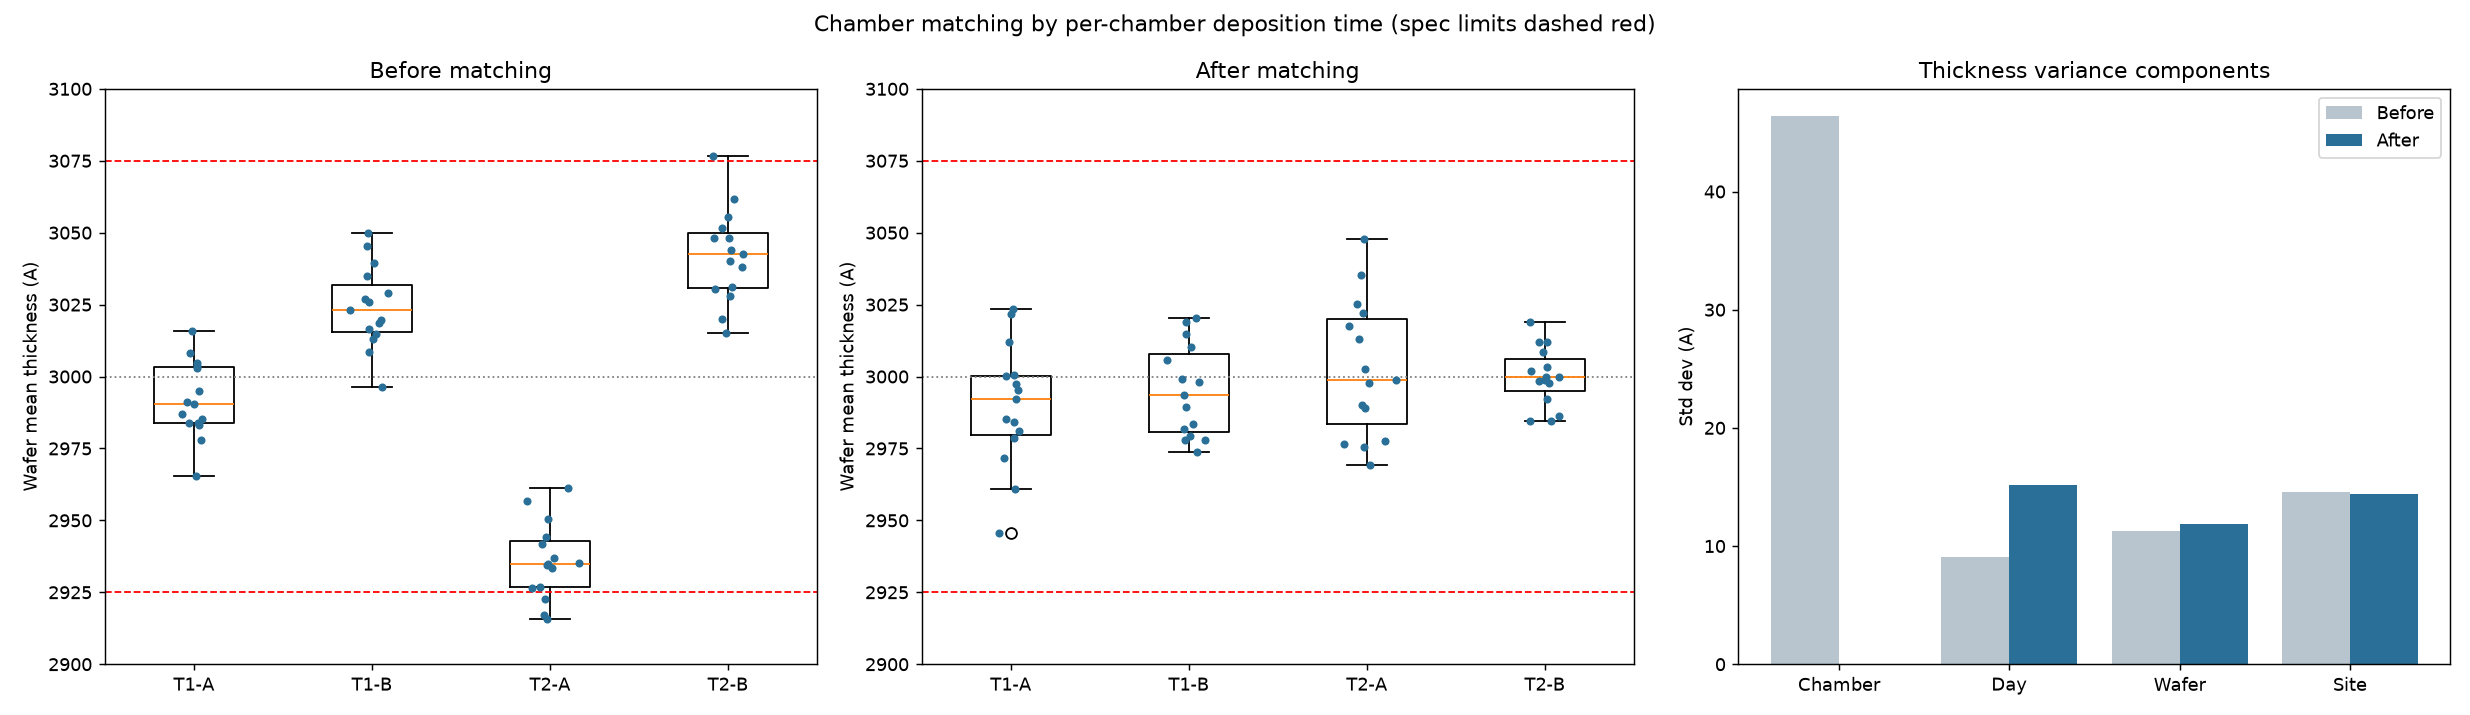 Chamber matching by per-chamber deposition time (spec limits dashed red)
Before matching
Wafer mean thickness (A)
3100
3075
3050
3025
3000
2975
2950
2925
2900
T1-A T1-B T2-A T2-B
After matching
Wafer mean thickness (A)
3100
3075
3050
3025
3000
2975
2950
2925
2900
T1-A T1-B T2-A T2-B
Thickness variance components
Std dev (A)
40
30
20
10
0
Chamber Day Wafer Site
Before
After